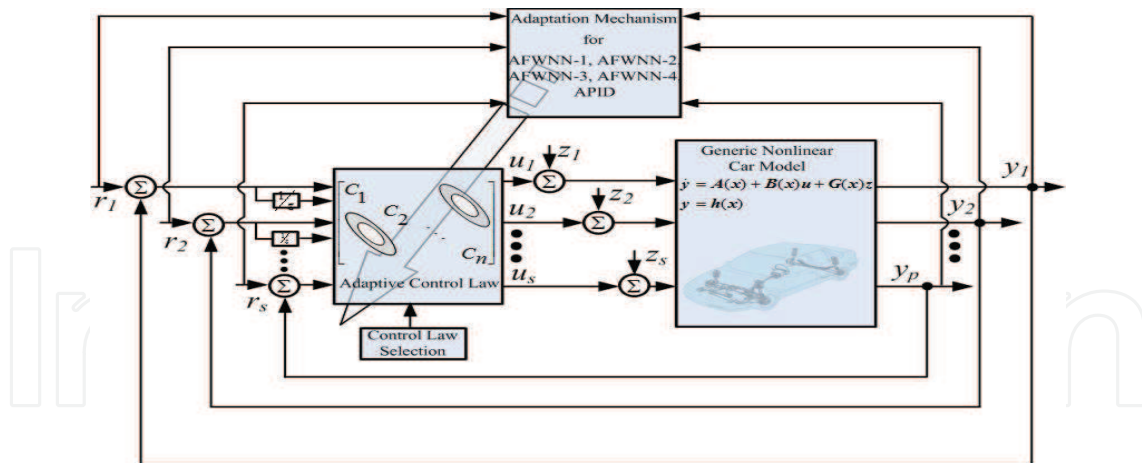 Adaptation Mechanism
for
AFWNN-1, AFWNN-2
AFWNN-3, AFWNN-4
APID
r1
r2
rs
C1
C2
...
Cn
Adaptive Control Law
Control Law
Selection
u1
u2
us
z1
z2
zs
Generic Nonlinear
Car Model
ẏ = A(x) + B(x)u + G(x)z
y = h(x)
y1
y2
yp
Σ
Σ
Σ
Σ
Σ
Σ